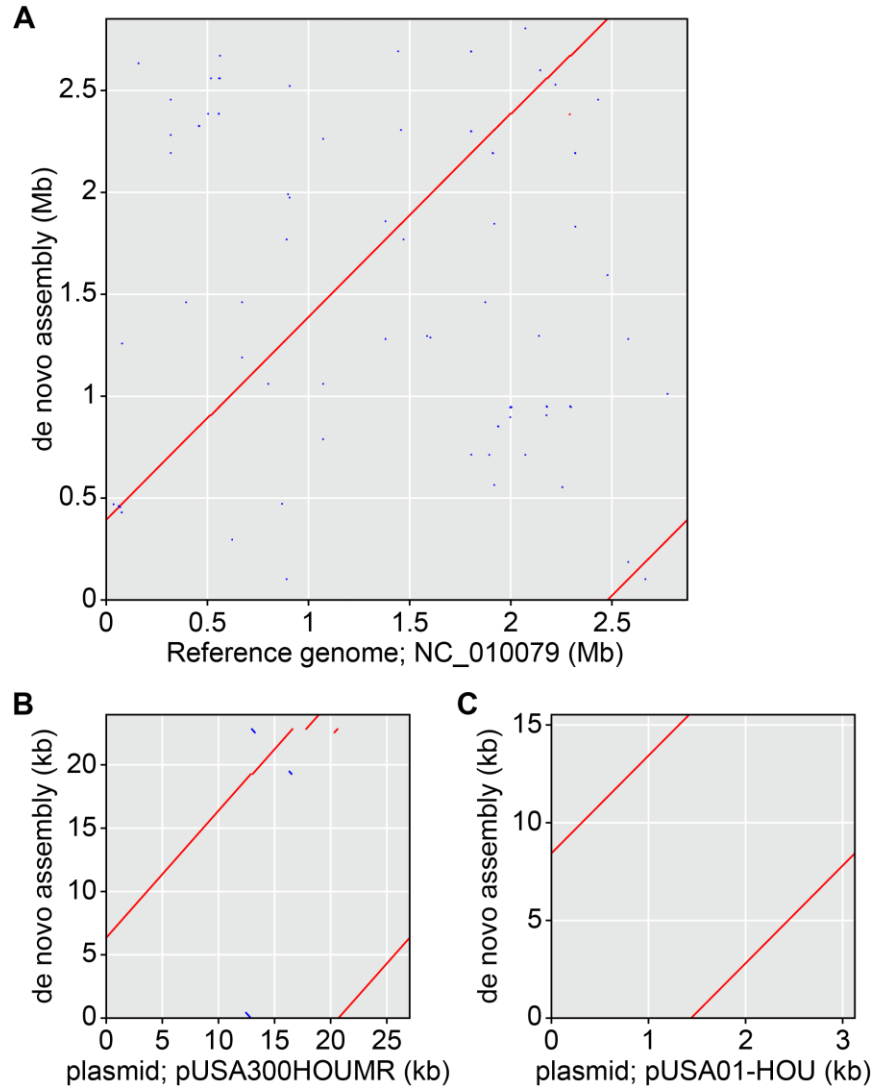 A
de novo assembly (Mb)
2.5
2
1.5
1
0.5
0
0 0.5 1 1.5 2 2.5
Reference genome; NC_010079 (Mb)
B
de novo assembly (kb)
20
15
10
5
0
0 5 10 15 20 25
plasmid; pUSA300HOUMR (kb)
C
de novo assembly (kb)
15
10
5
0
0 1 2 3
plasmid; pUSA01-HOU (kb)